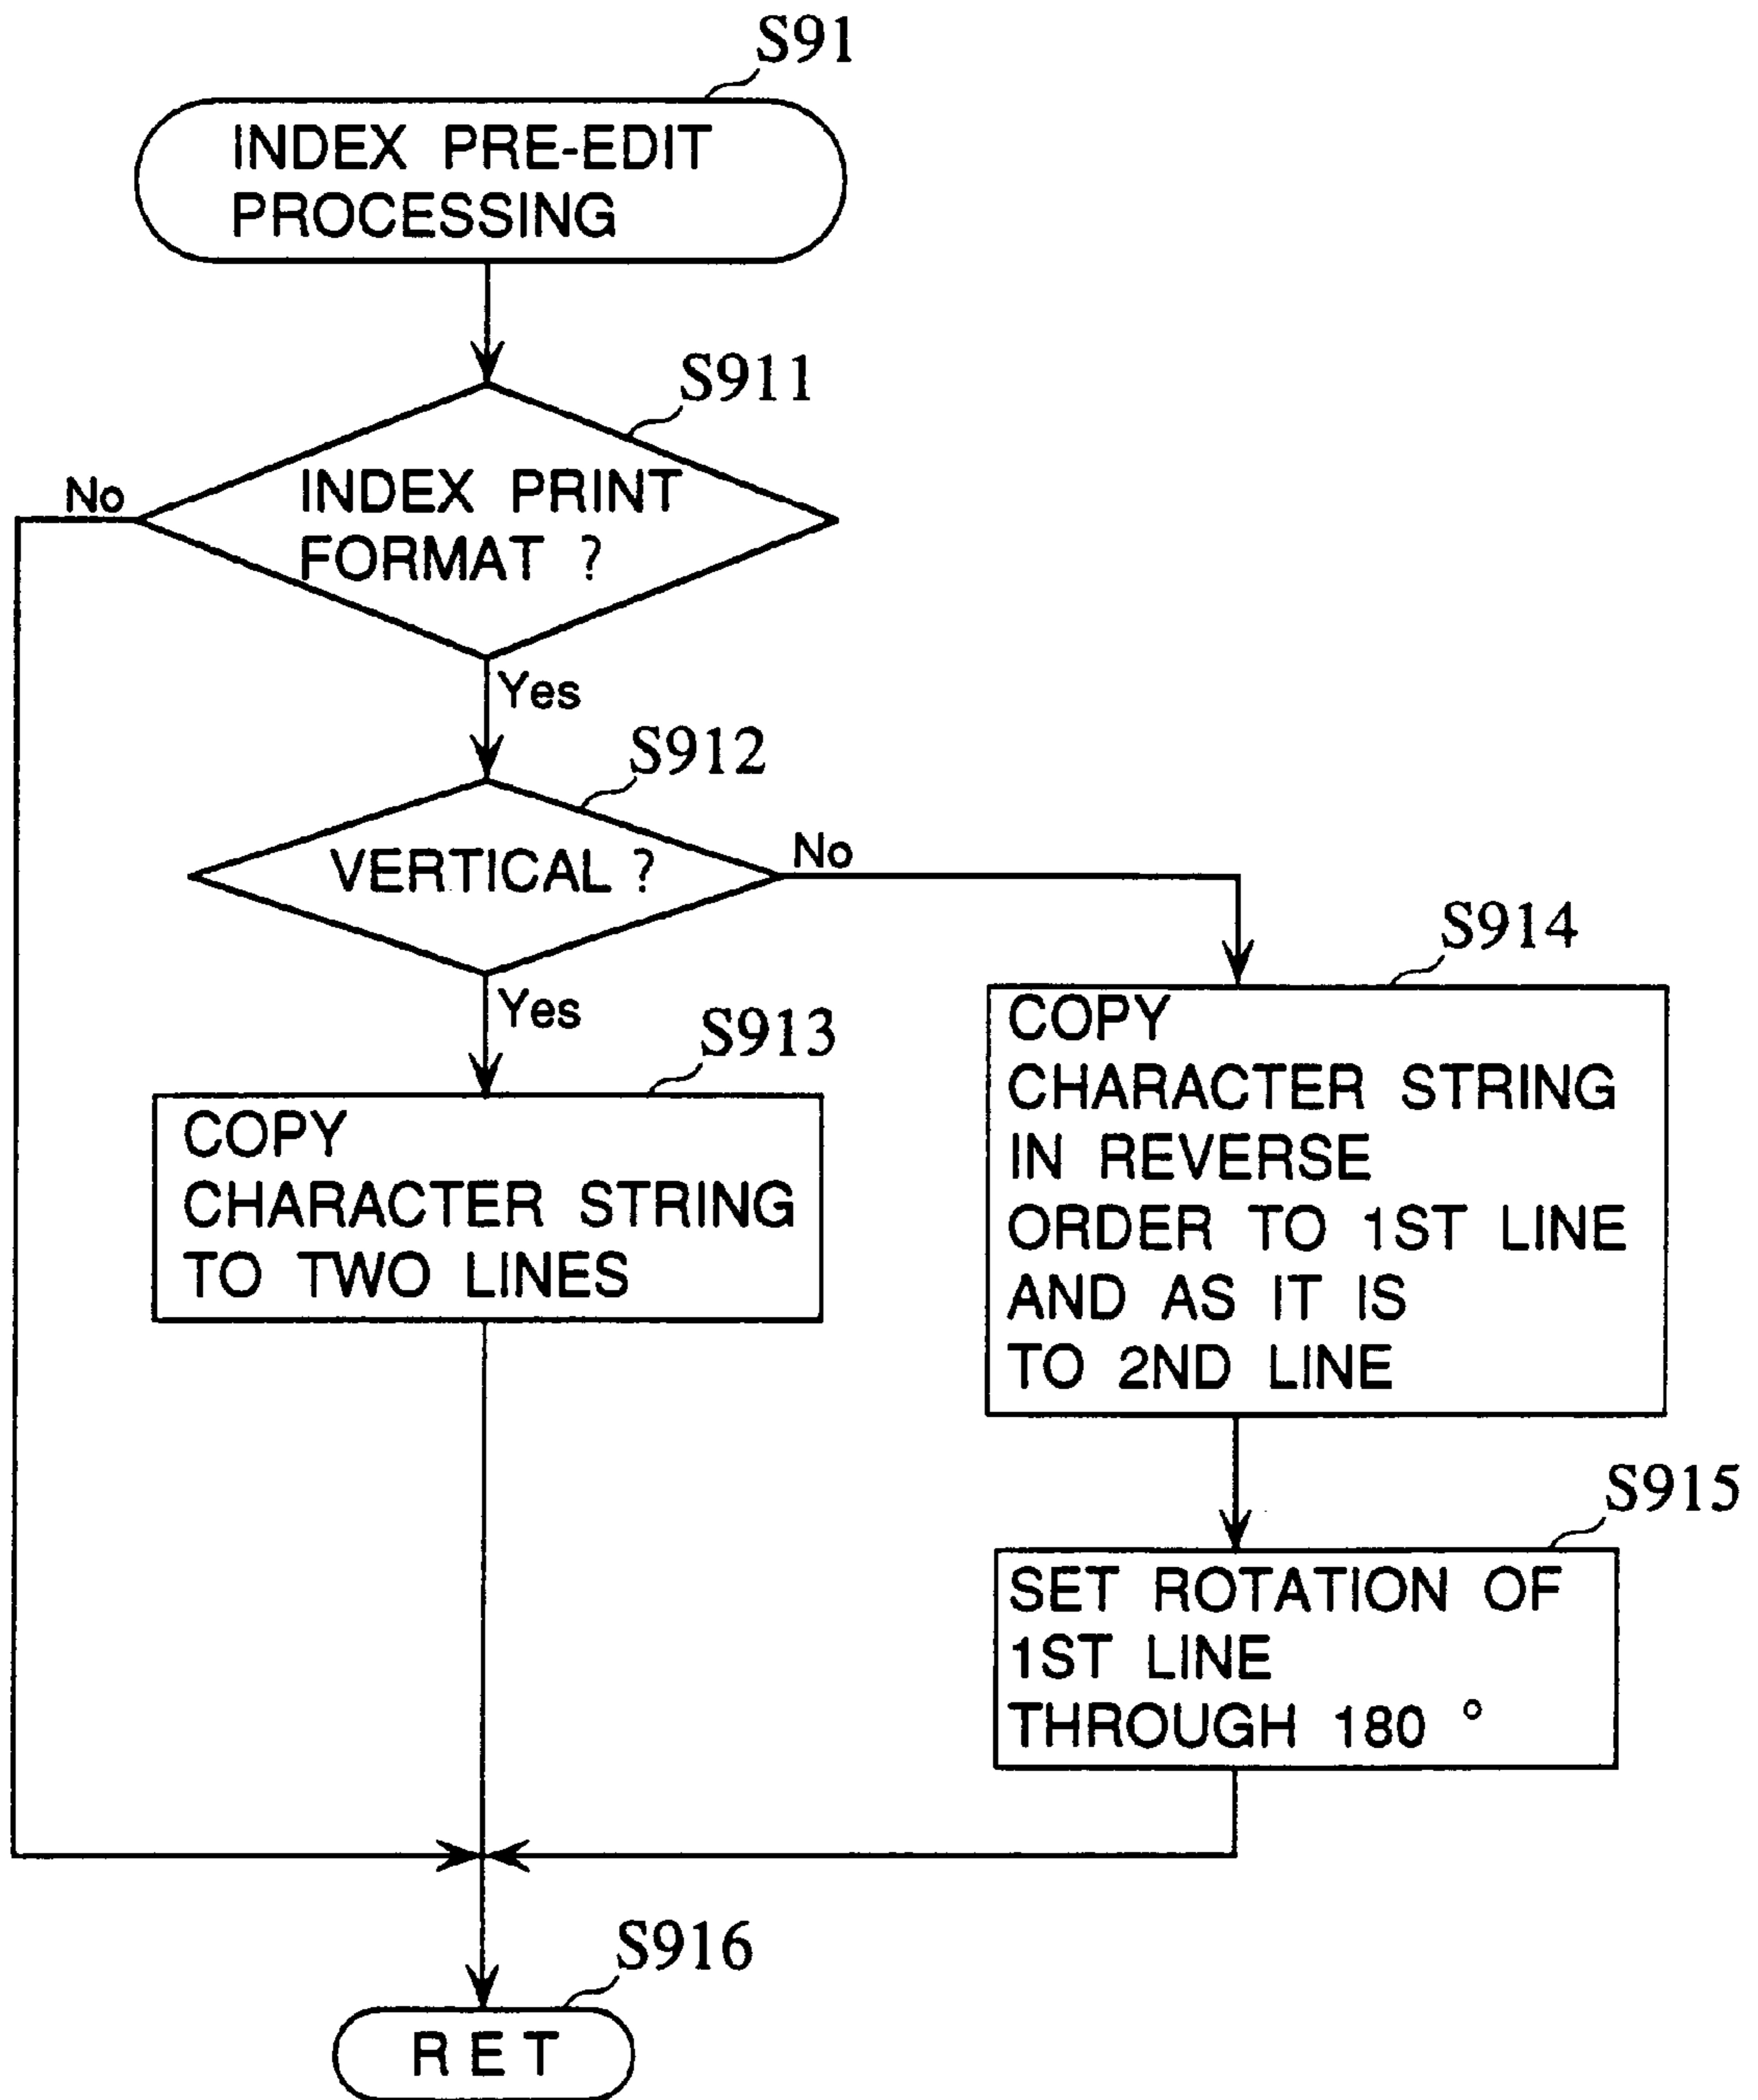 S91
INDEX PRE-EDIT
PROCESSING
S911
No
INDEX PRINT
FORMAT ?
Yes
S912
VERTICAL ?
No
Yes
S914
COPY
CHARACTER STRING
IN REVERSE
ORDER TO 1ST LINE
AND AS IT IS
TO 2ND LINE
S913
COPY
CHARACTER STRING
TO TWO LINES
S915
SET ROTATION OF
1ST LINE
THROUGH 180 °
S916
RET